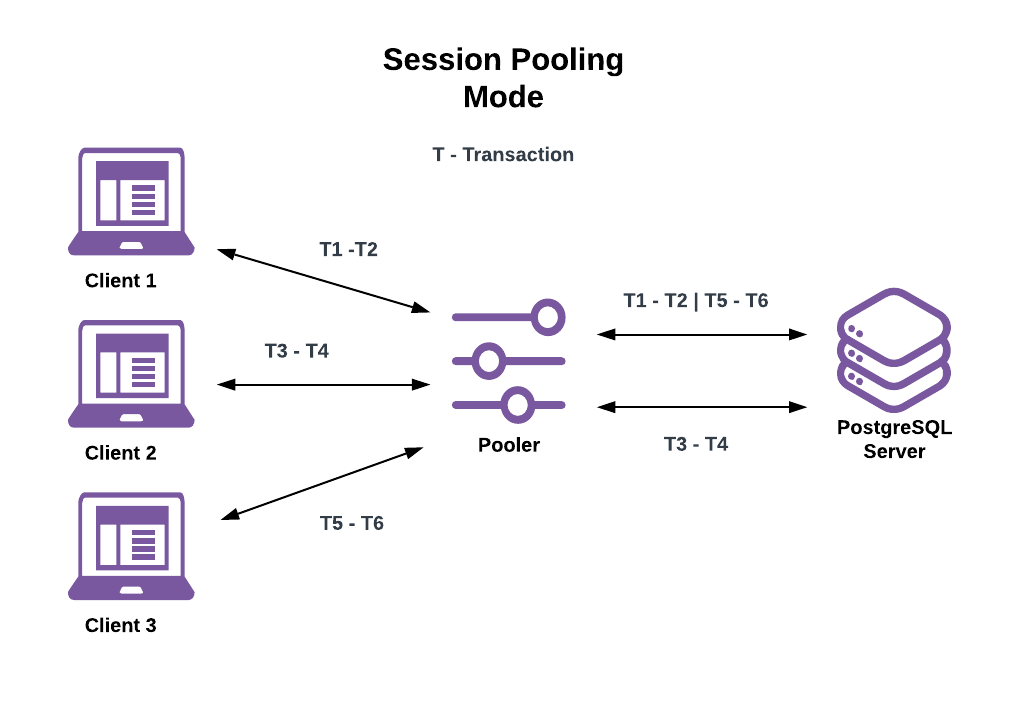 Session Pooling
Mode
T - Transaction
T1 -T2
Client 1
T1 - T2 | T5 - T6
T3 - T4
Client 2
Pooler
T3 - T4
PostgreSQL
Server
T5 - T6
Client 3